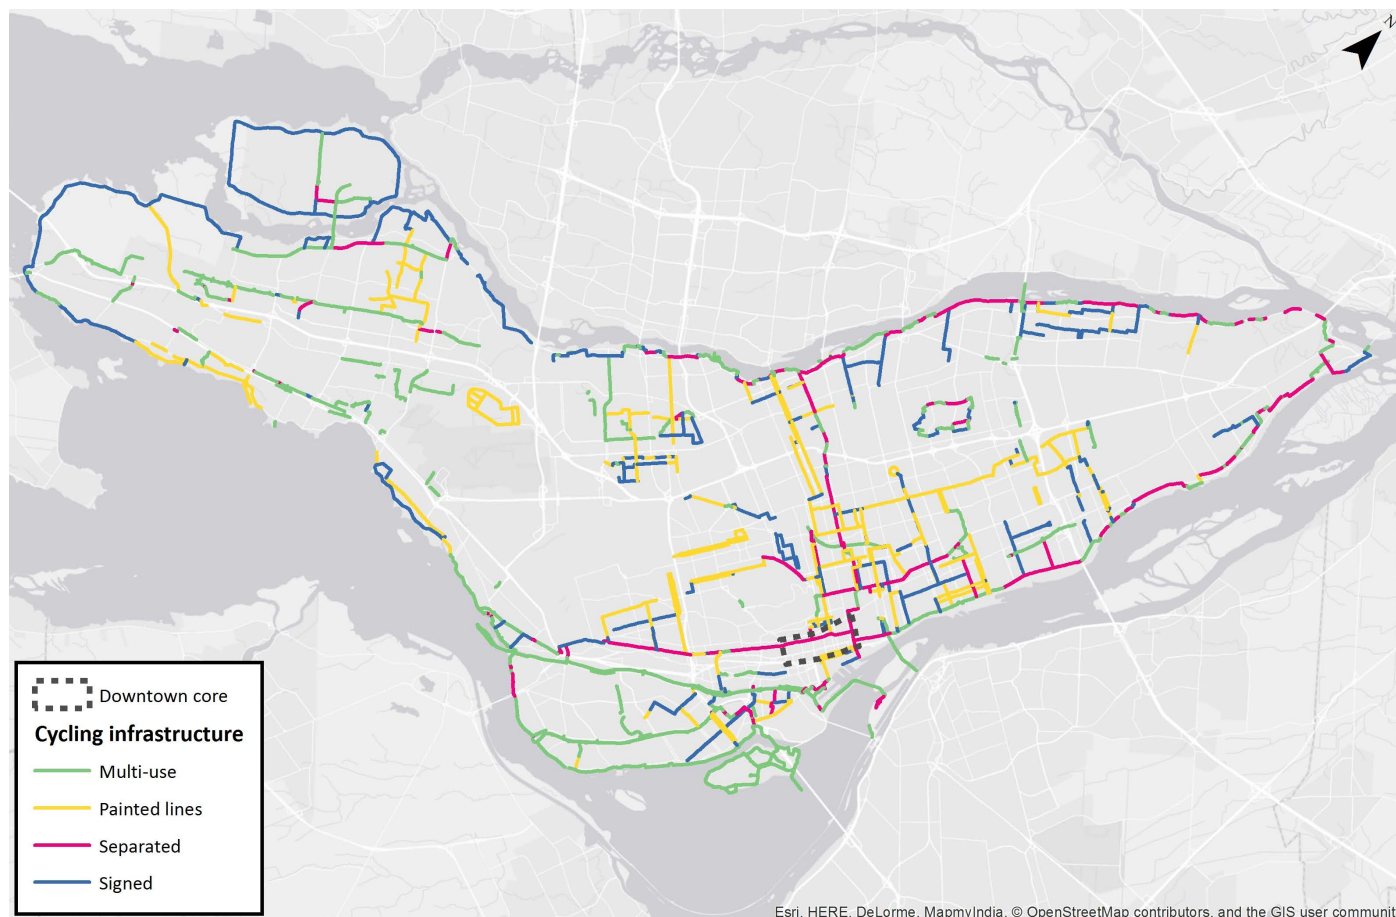 N
Downtown core
Cycling infrastructure
Multi-use
Painted lines
Separated
Signed
Esri, HERE, DeLorme, MapmyIndia, © OpenStreetMap contributors, and the GIS user communit